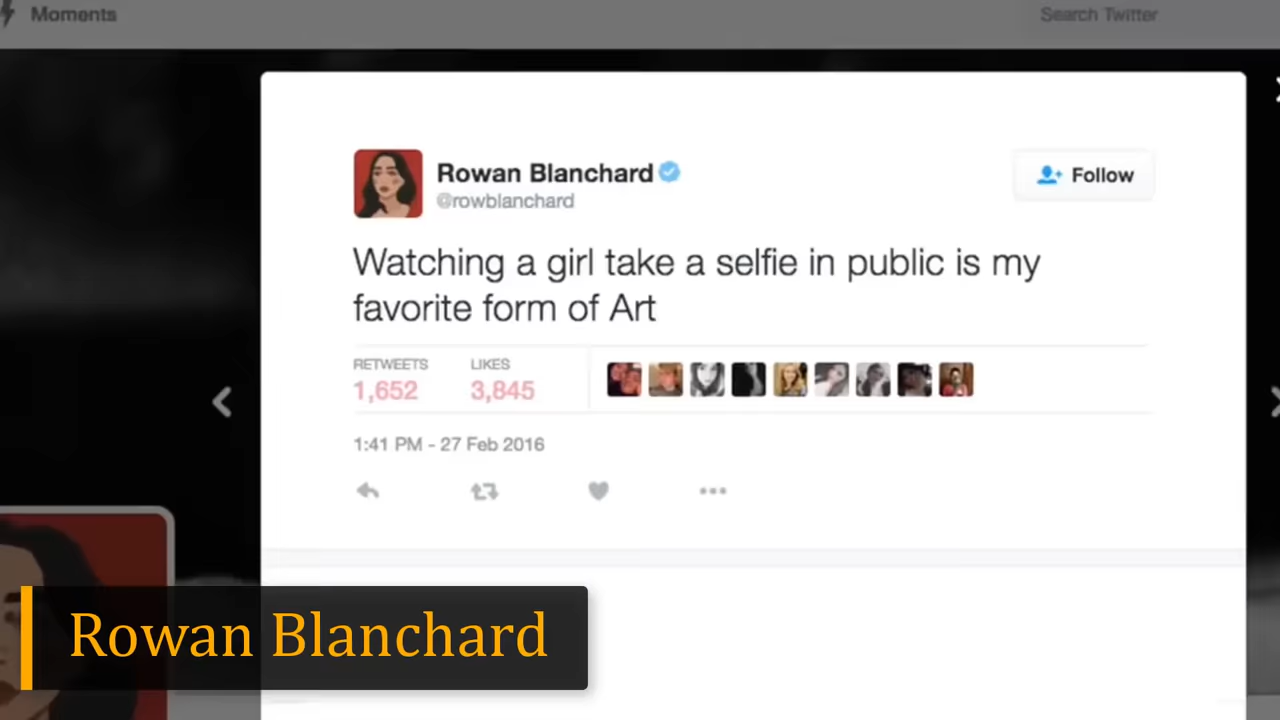 Moments
Search Twitter
Rowan Blanchard
@rowblanchard
Follow
Watching a girl take a selfie in public is my
favorite form of Art
RETWEETS
LIKES
1,652
3,845
1:41 PM - 27 Feb 2016
Rowan Blanchard